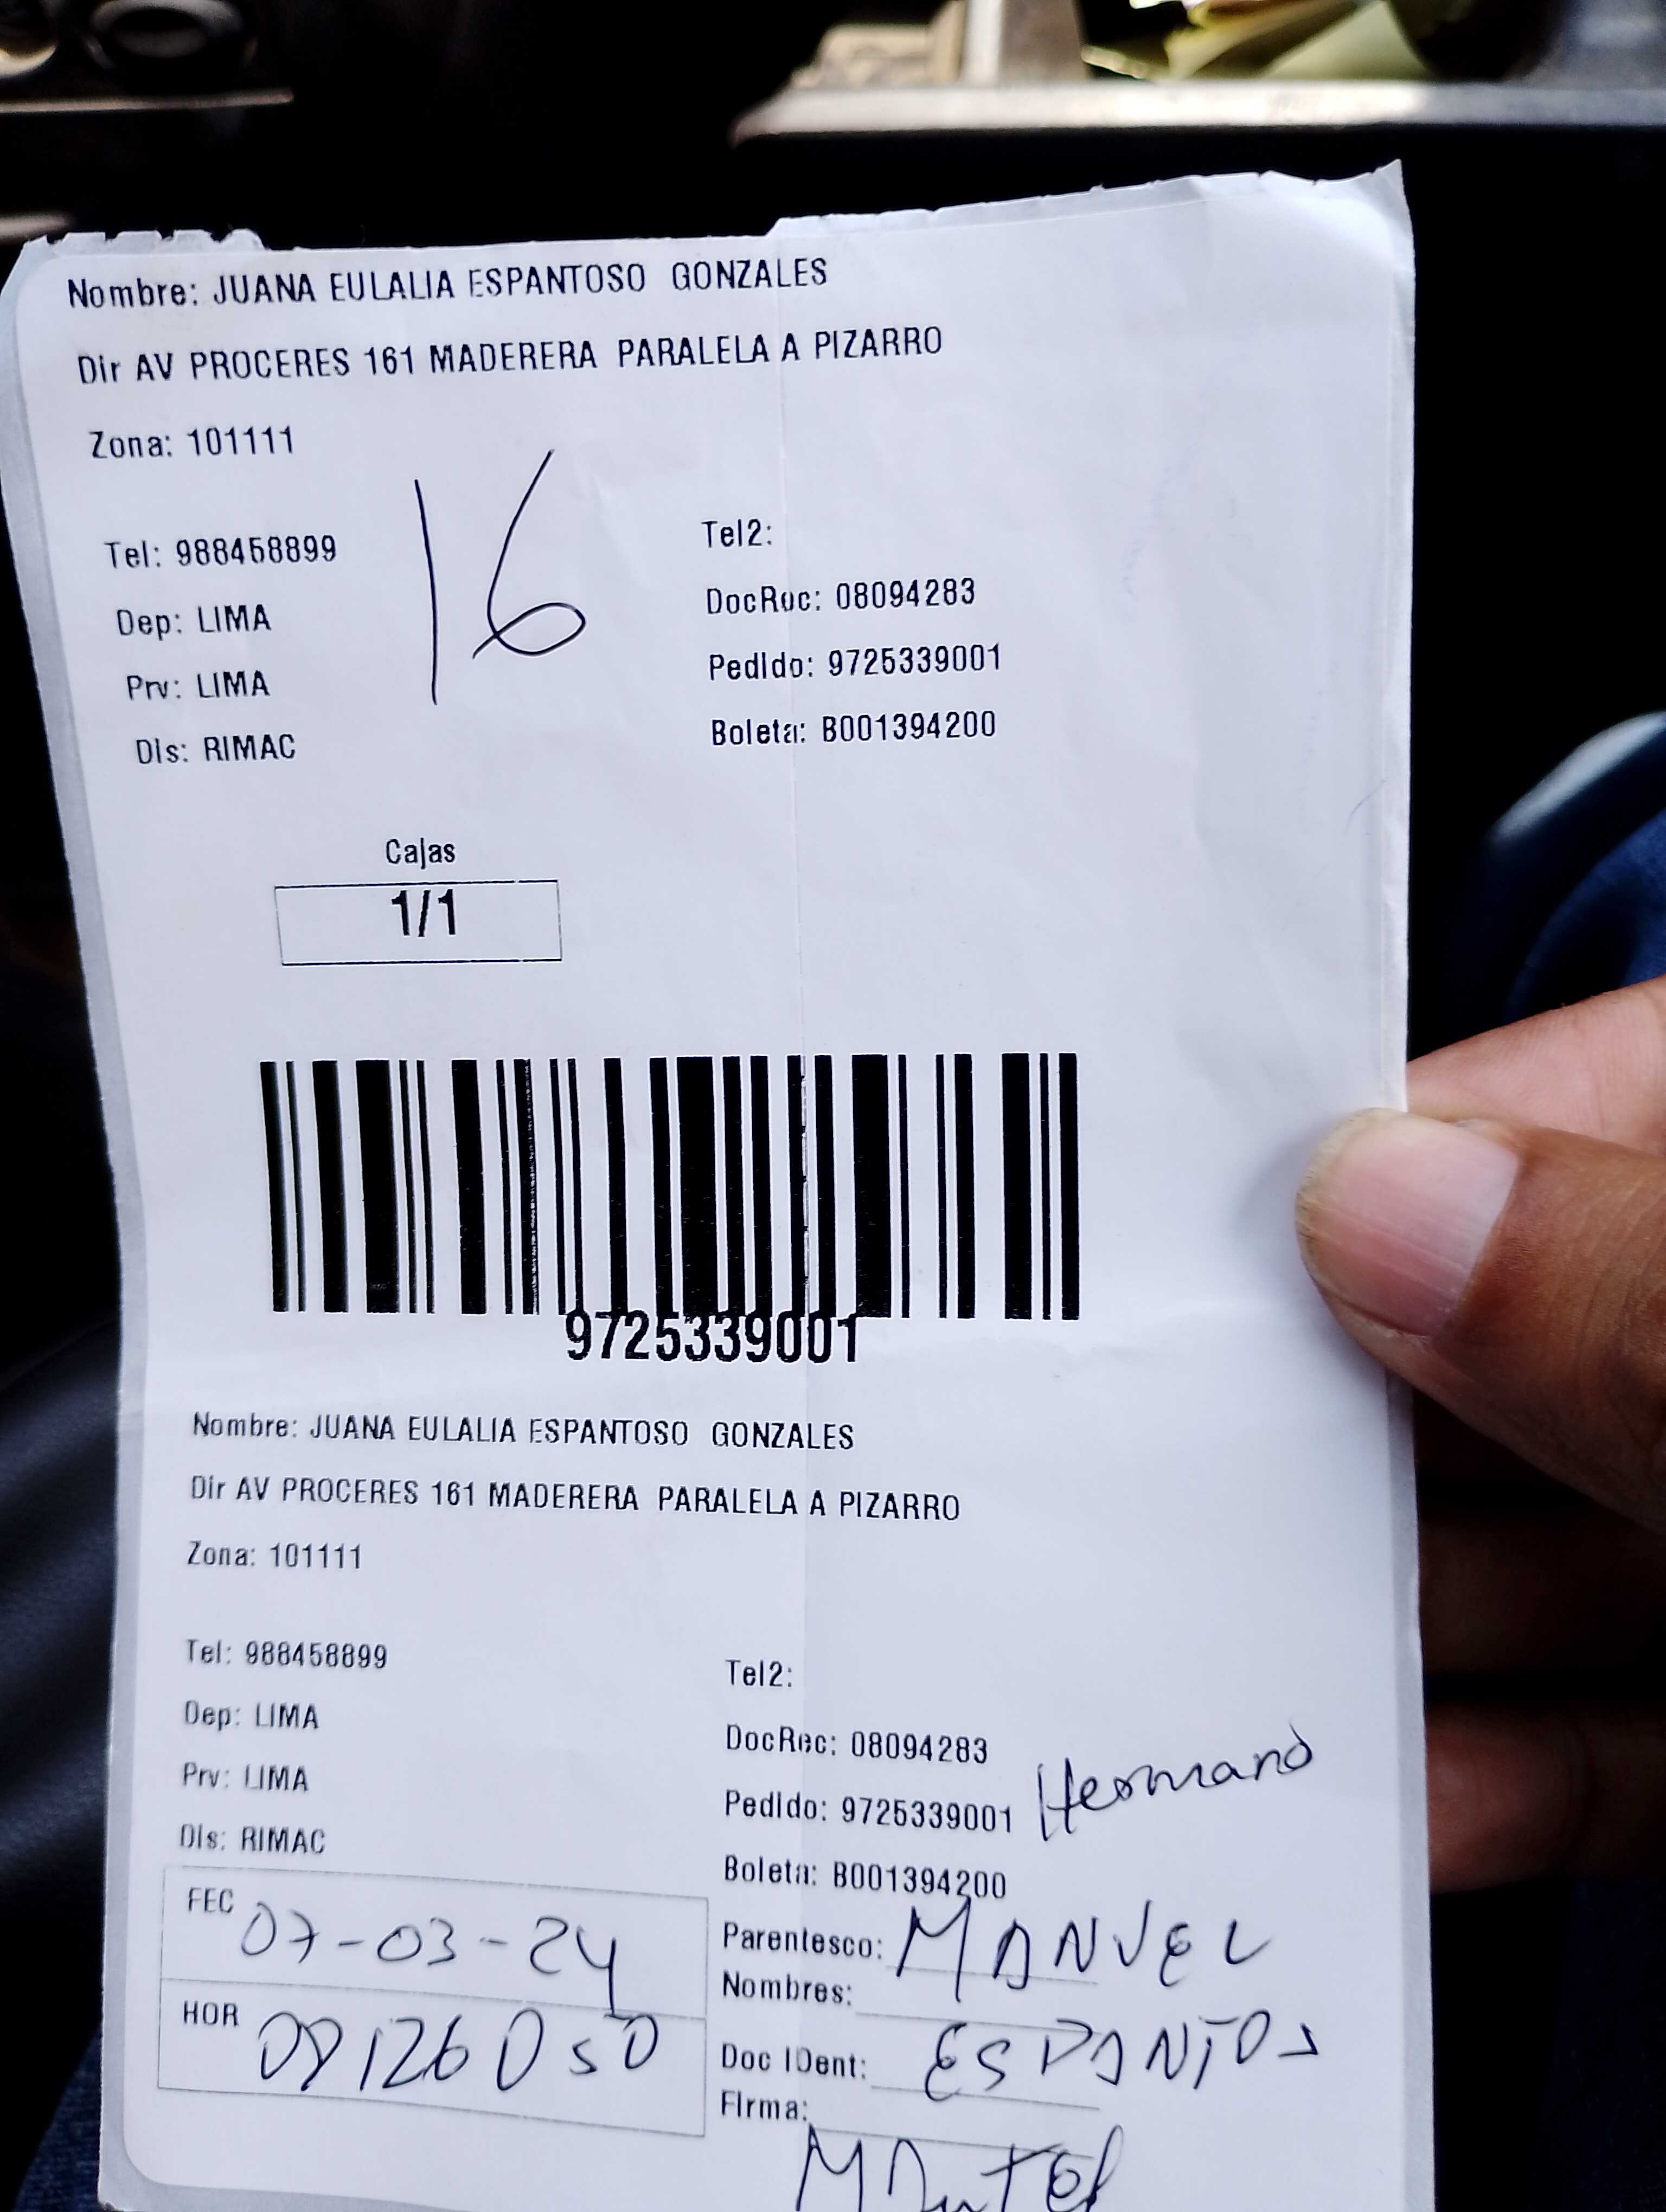 Nombre: JUANA EULALIA ESPANTOSO GONZALES
Dir AV PROCERES 161 MADERERA PARALELA A PIZARRO
Zona: 101111
16
Tel: 988458899
Dep: LIMA
Prv: LIMA
Dis: RIMAC
Tel2:
DocRec: 08094283
Pedido: 9725339001
Boleta: B001394200
Cajas
1/1
9725339001
Nombre: JUANA EULALIA ESPANTOSO GONZALES
Dir AV PROCERES 161 MADERERA PARALELA A PIZARRO
Zona: 101111
Tel: 988458899
Dep: LIMA
Prv: LIMA
Dis: RIMAC
Tel2:
DocRec: 08094283
Pedido: 9725339001 Hermano
Boleta: B001394200
FEC 07-03-24
HOR
Parentesco: MANUEL
Nombres:
Doc IDent: ESPANTOS
Firma: